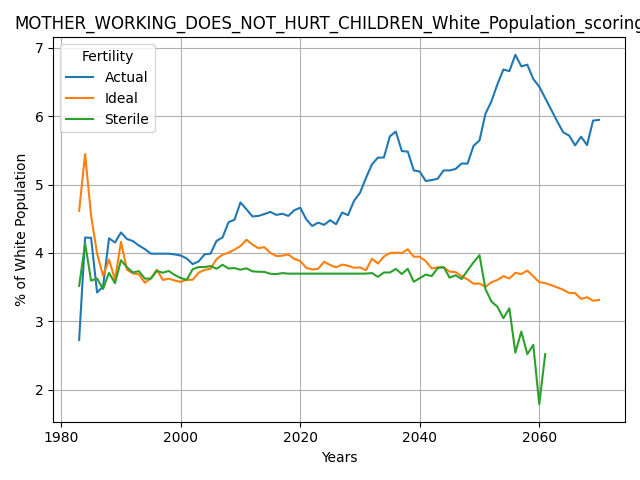 MOTHER_WORKING_DOES_NOT_HURT_CHILDREN_White_Population_scoring
Fertility
Actual
Ideal
Sterile
7
6
5
4
3
2
% of White Population
1980
2000
2020
2040
2060
Years